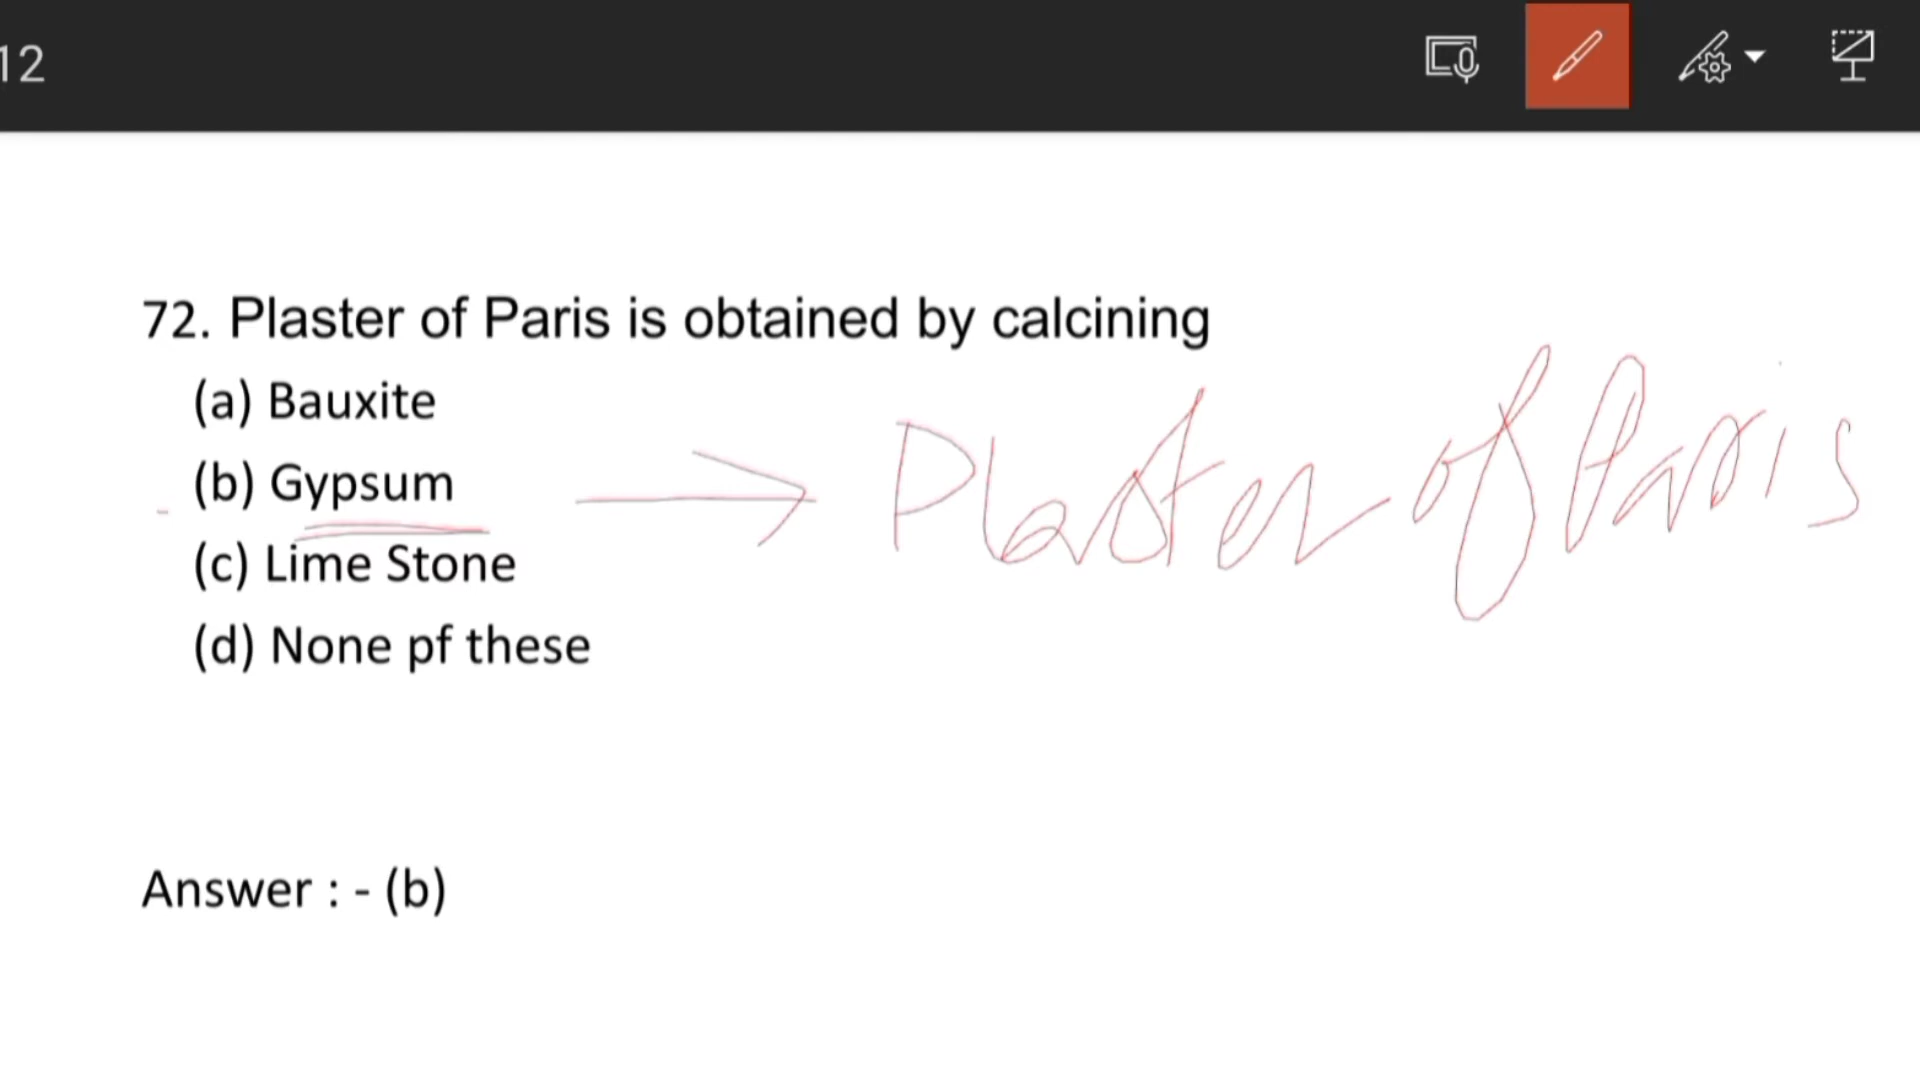 12
72. Plaster of Paris is obtained by calcining
(a) Bauxite
(b) Gypsum → Plaster of Paris
(c) Lime Stone
(d) None pf these
Answer : - (b)